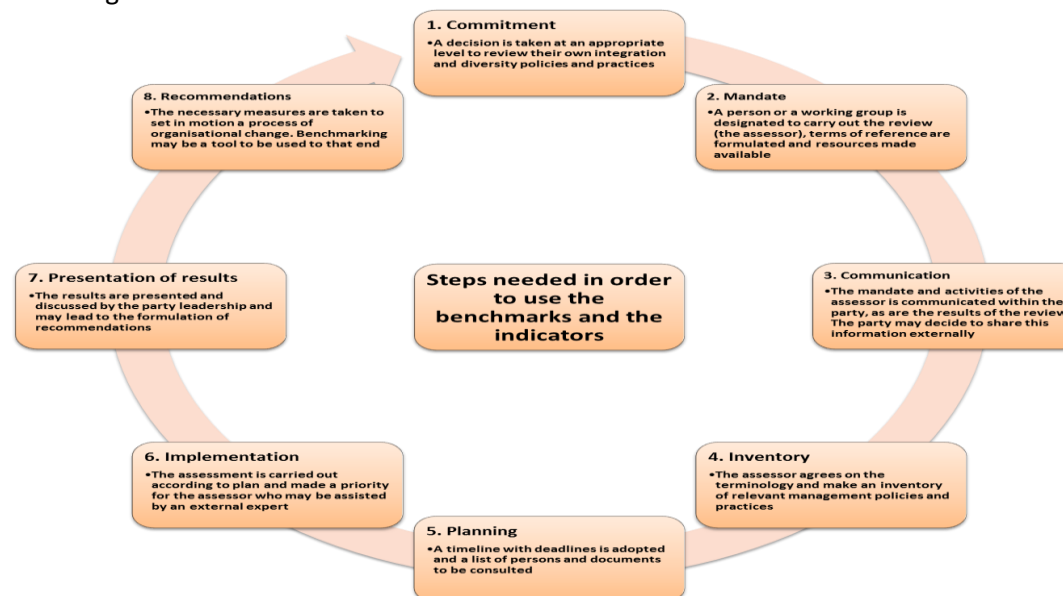 1. Commitment
•A decision is taken at an appropriate
level to review their own integration
and diversity policies and practices
2. Mandate
•A person or a working group is
designated to carry out the review
(the assessor), terms of reference are
formulated and resources made
available
3. Communication
•The mandate and activities of the
assessor is communicated within the
party, as are the results of the review
The party may decide to share this
information externally
4. Inventory
•The assessor agrees on the
terminology and make an inventory
of relevant management policies and
practices
5. Planning
•A timeline with deadlines is adopted
and a list of persons and documents
to be consulted
6. Implementation
•The assessment is carried out
according to plan and made a priority
for the assessor who may be assisted
by an external expert
7. Presentation of results
•The results are presented and
discussed by the party leadership and
may lead to the formulation of
recommendations
8. Recommendations
•The necessary measures are taken to
set in motion a process of
organisational change. Benchmarking
may be a tool to be used to that end
Steps needed in order
to use the
benchmarks and the
indicators